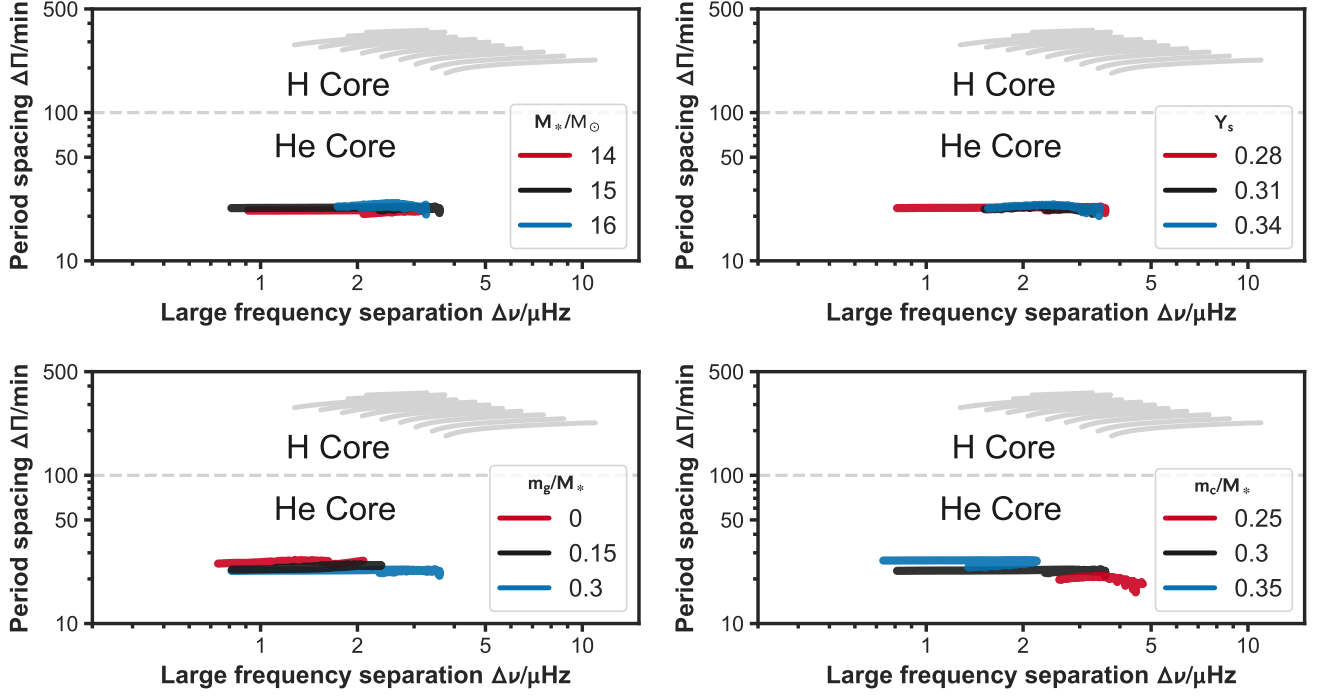 500
100
50
10
Period spacing ΔΠ/min
H Core
He Core
M∗/M⊙
14
15
16
1
2
5
10
Large frequency separation Δν/μHz
500
100
50
10
Period spacing ΔΠ/min
H Core
He Core
Yₛ
0.28
0.31
0.34
1
2
5
10
Large frequency separation Δν/μHz
500
100
50
10
Period spacing ΔΠ/min
H Core
He Core
m_g/M∗
0
0.15
0.3
1
2
5
10
Large frequency separation Δν/μHz
500
100
50
10
Period spacing ΔΠ/min
H Core
He Core
m_c/M∗
0.25
0.3
0.35
1
2
5
10
Large frequency separation Δν/μHz